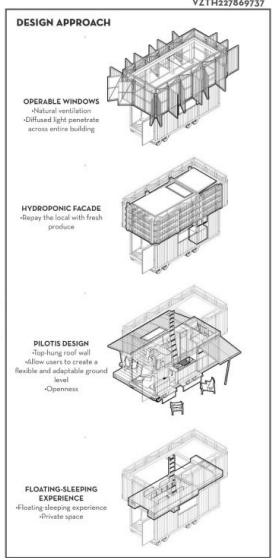 VZTH227869737
DESIGN APPROACH
OPERABLE WINDOWS
•Natural ventilation
•Diffused light penetrate
across entire building
HYDROPONIC FACADE
•Repay the local with fresh
produce
PILOTIS DESIGN
•Top-hung roof wall
•Allow users to create a
flexible and adaptable ground
level
•Openness
FLOATING-SLEEPING
EXPERIENCE
•Floating-sleeping experience
•Private space